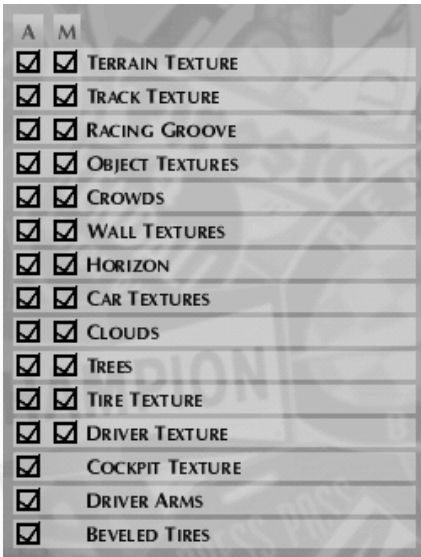 A M
TERRAIN TEXTURE
TRACK TEXTURE
RACING GROOVE
OBJECT TEXTURES
CROWDS
WALL TEXTURES
HORIZON
CAR TEXTURES
CLOUDS
TREES
TIRE TEXTURE
DRIVER TEXTURE
COCKPIT TEXTURE
DRIVER ARMS
BEVELED TIRES